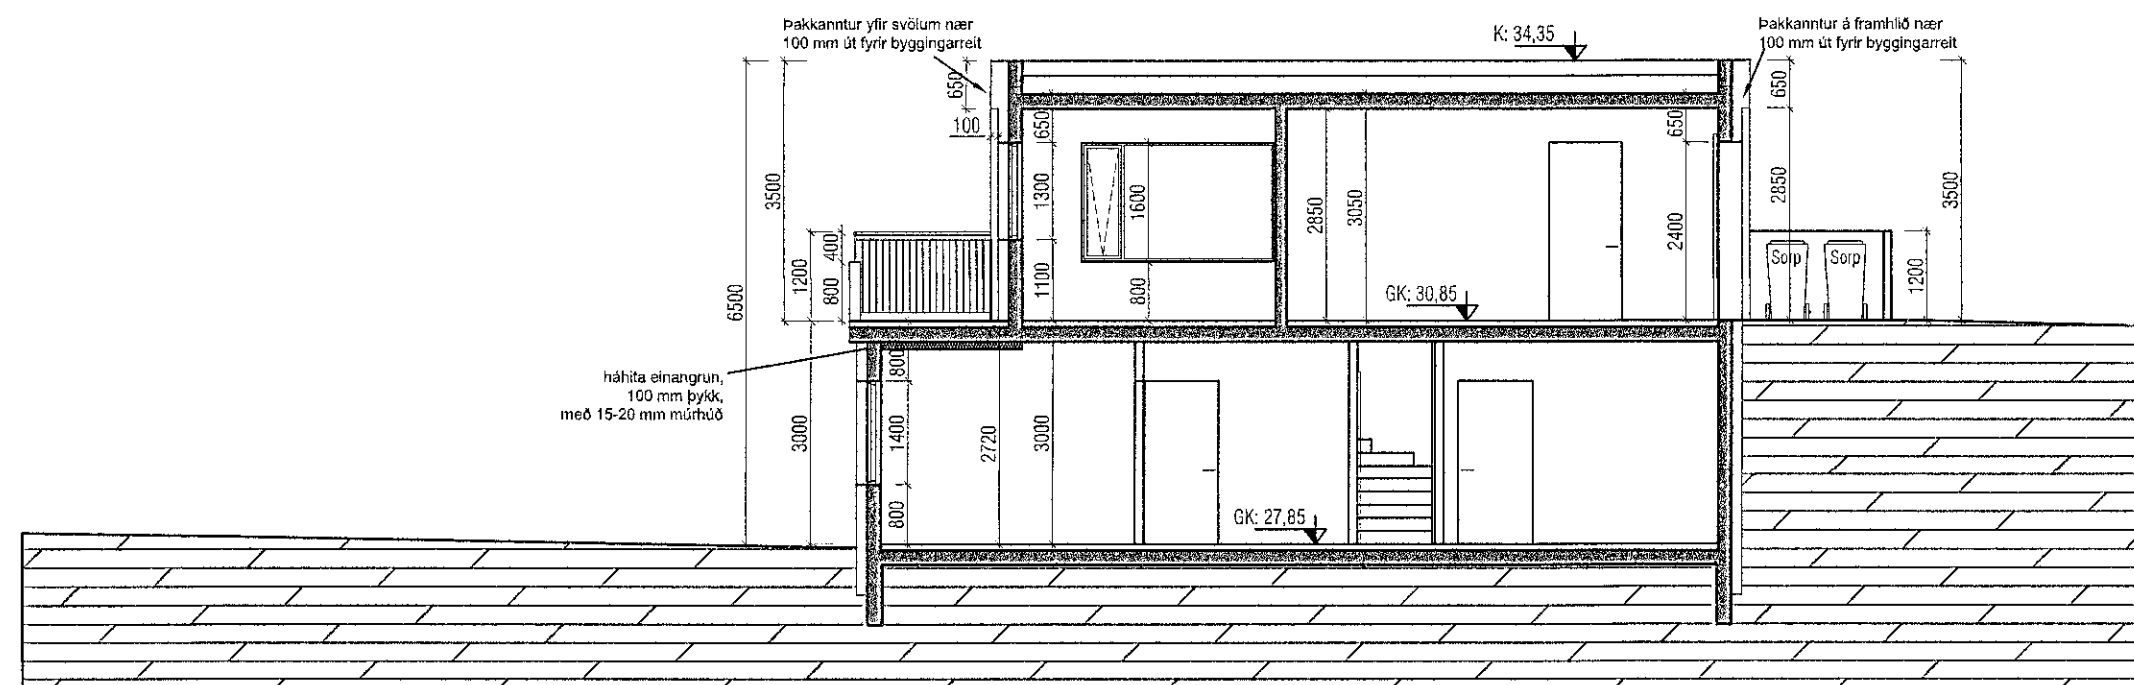 Þakkanntur yfir svölum nær
100 mm út fyrir byggingarreit
K: 34,35
Þakkanntur á framhlið nær
100 mm út fyrir byggingarreit
650
650
100
650
650
3500
1300
1600
2850
3050
2400
2850
3500
6500
1200
400
800
1100
800
GK: 30,85
Sorp
Sorp
1200
háhita einangrun,
100 mm þykk,
með 15-20 mm múrhúð
800
3000
1400
2720
3000
800
GK: 27,85